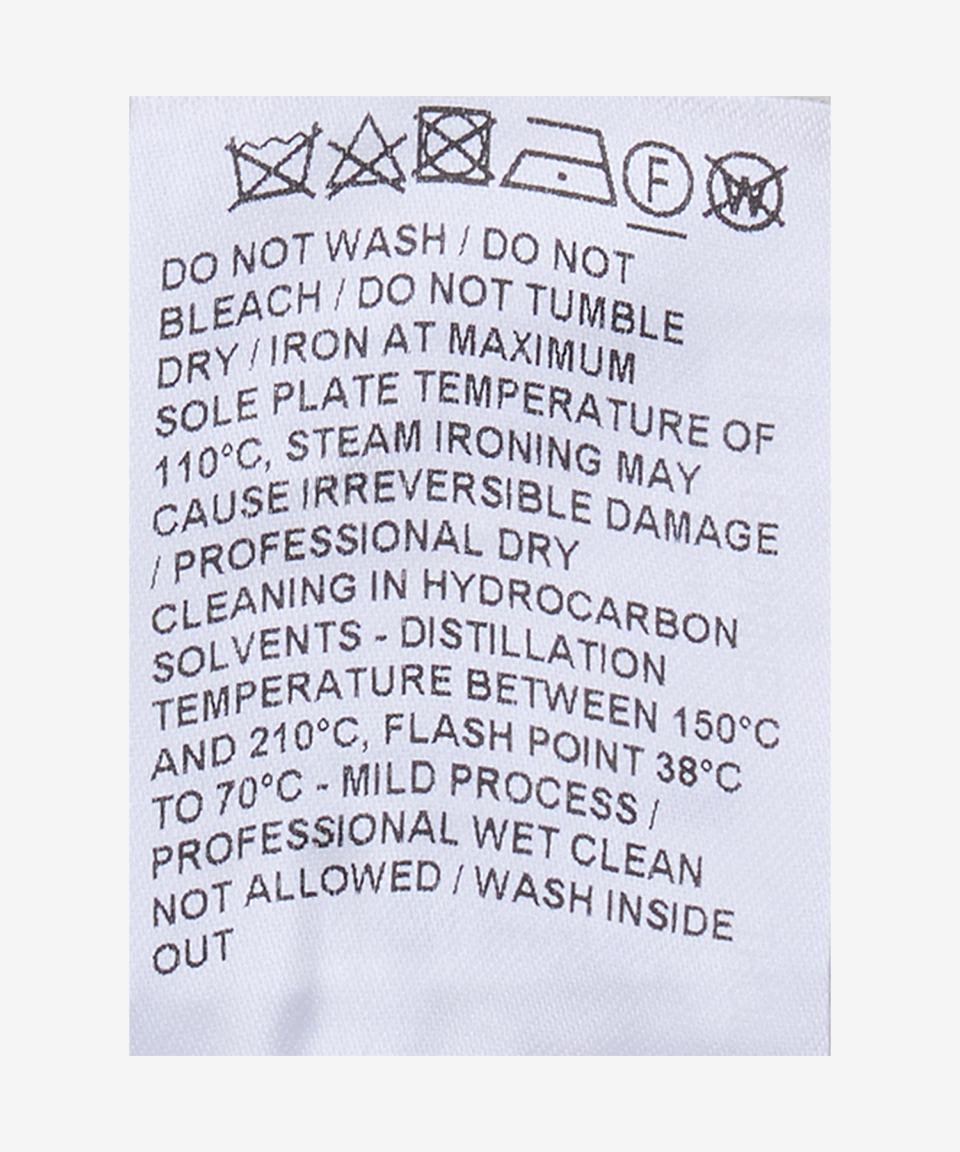 F W
DO NOT WASH / DO NOT
BLEACH / DO NOT TUMBLE
DRY / IRON AT MAXIMUM
SOLE PLATE TEMPERATURE OF
110°C, STEAM IRONING MAY
CAUSE IRREVERSIBLE DAMAGE
/ PROFESSIONAL DRY
CLEANING IN HYDROCARBON
SOLVENTS - DISTILLATION
TEMPERATURE BETWEEN 150°C
AND 210°C, FLASH POINT 38°C
TO 70°C - MILD PROCESS /
PROFESSIONAL WET CLEAN
NOT ALLOWED / WASH INSIDE
OUT